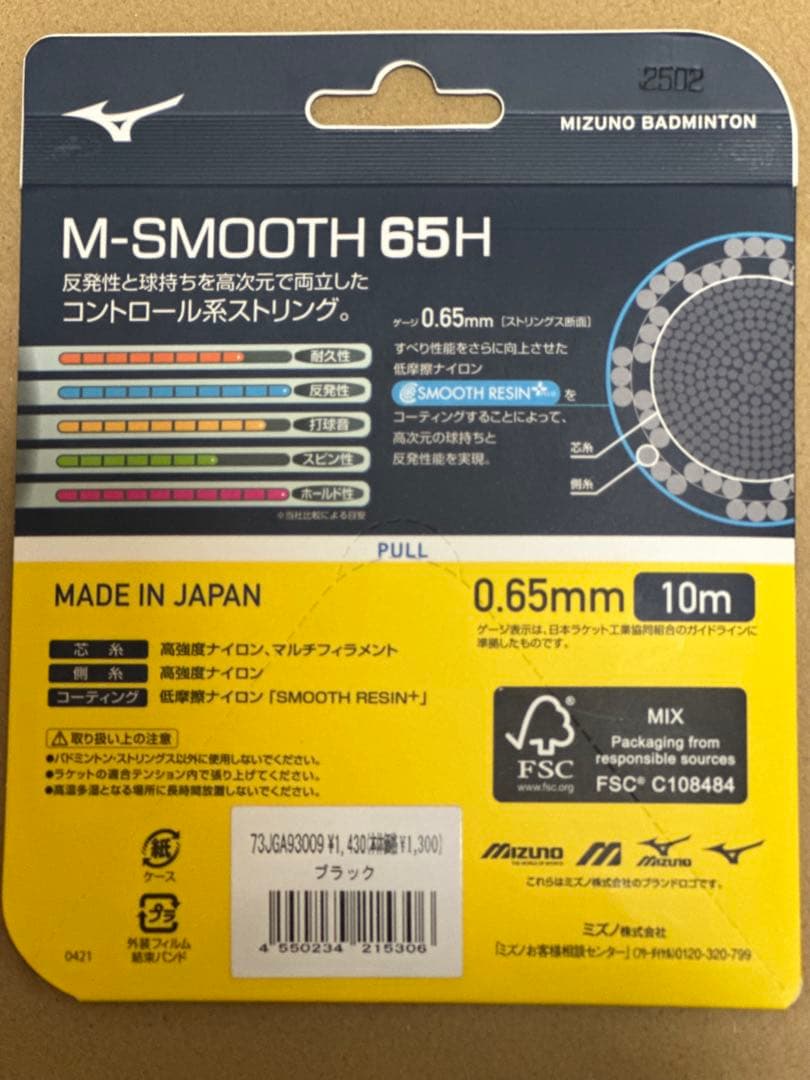 2502
MIZUNO BADMINTON
M-SMOOTH 65H
反発性と球持ちを高次元で両立した
コントロール系ストリング。
ゲージ 0.65mm [ストリングス断面]
耐久性
反発性
打球音
スピン性
ホールド性
※当社比較による目安
すべり性能をさらに向上させた
低摩擦ナイロン
SMOOTH RESIN+ を
コーティングすることによって、
高次元の球持ちと
反発性能を実現。
芯糸
側糸
PULL
MADE IN JAPAN
0.65mm 10m
ゲージ表示は、日本ラケット工業協同組合のガイドラインに
準拠したものです。
芯 糸 高強度ナイロン、マルチフィラメント
側 糸 高強度ナイロン
コーティング 低摩擦ナイロン「SMOOTH RESIN+」
取り扱い上の注意
●バドミントン・ストリングス以外に使用しないでください。
●ラケットの適合テンション内で張り上げてください。
●高温多湿となる場所に長時間放置しないでください。
MIX
Packaging from
responsible sources
FSC® C108484
FSC
www.fsc.org
73JGA93009 ¥1,430(本体価格¥1,300)
ブラック
4 550234 215306
紙
ケース
プラ
外装フィルム
結束バンド
0421
MIZUNO
MIZUNO
これらはミズノ株式会社のブランドロゴです。
ミズノ株式会社
「ミズノお客様相談センター」(フリーダイヤル)0120-320-799